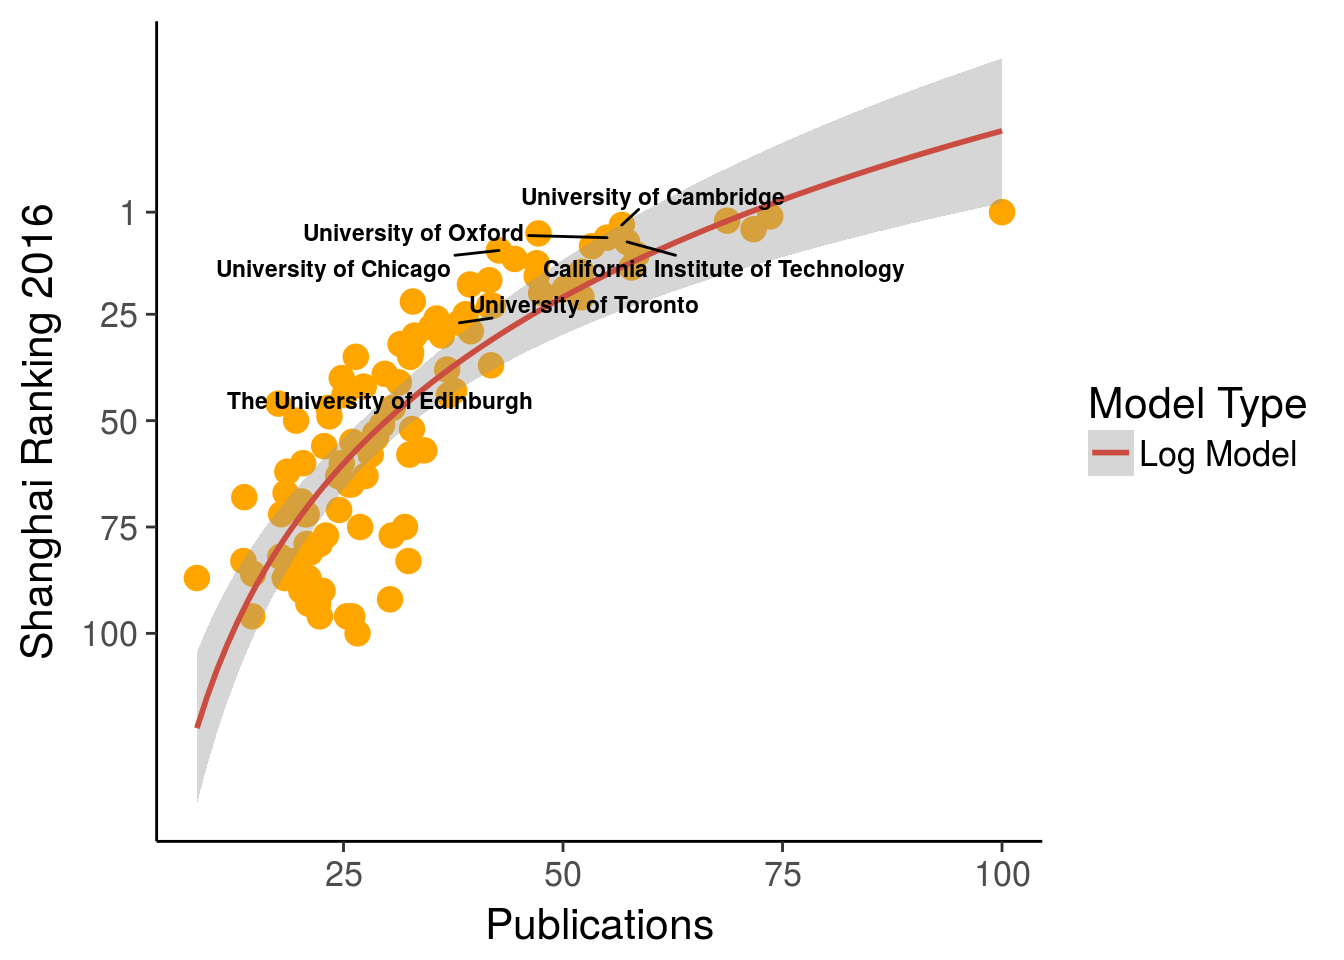 University of Cambridge
University of Oxford
University of Chicago
California Institute of Technology
University of Toronto
The University of Edinburgh
Shanghai Ranking 2016
1
25
50
75
100
25
50
75
100
Publications
Model Type
Log Model